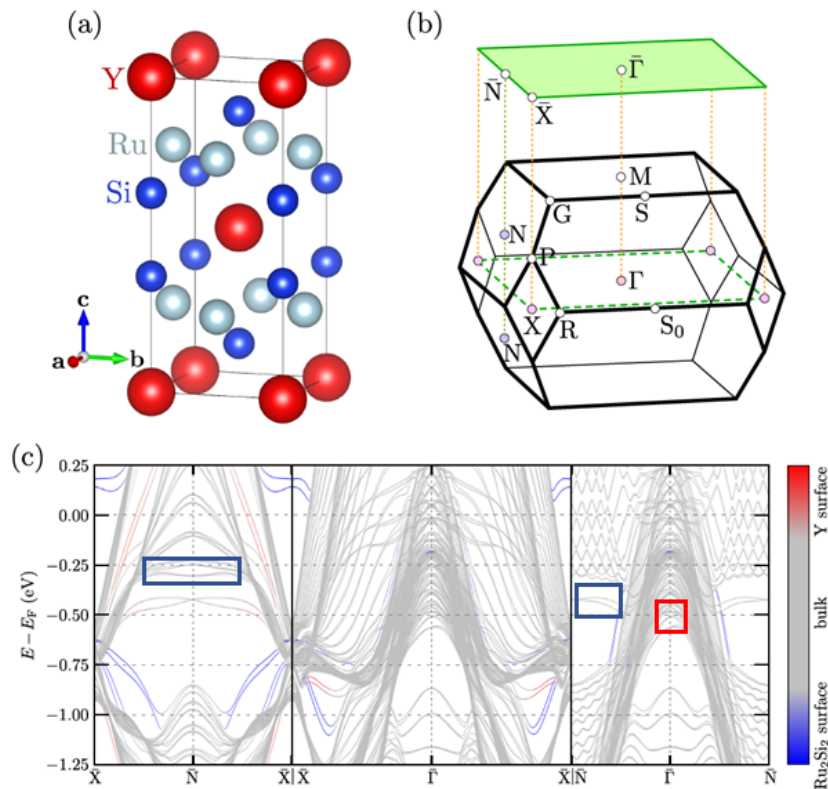 (a)
Y
Ru
Si
c
a
b
(b)
Γ̄
N̄
X̄
M
G
S
N
P
Γ
X
R
S₀
N
(c)
0.25
0.00
−0.25
−0.50
−0.75
−1.00
−1.25
E − E_F (eV)
X̄ N̄ X̄|X̄ Γ̄ X̄|N̄ Γ̄ N̄
Y surface
bulk
Ru₂Si₂ surface